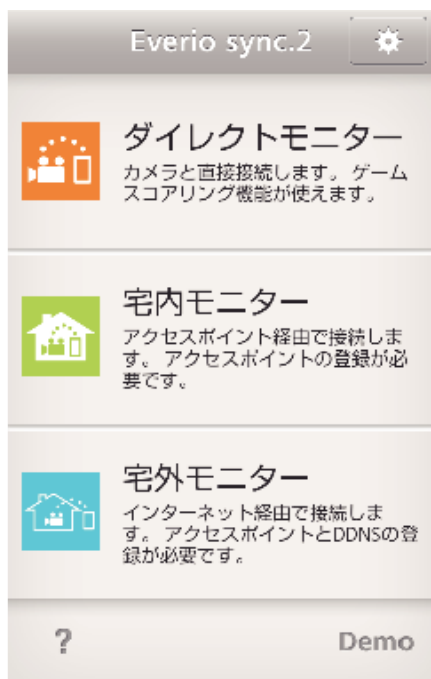 Everio sync.2
ダイレクトモニター
カメラと直接接続します。ゲーム
スコアリング機能が使えます。
宅内モニター
アクセスポイント経由で接続しま
す。アクセスポイントの登録が必
要です。
宅外モニター
インターネット経由で接続しま
す。アクセスポイントとDDNSの登
録が必要です。
? Demo